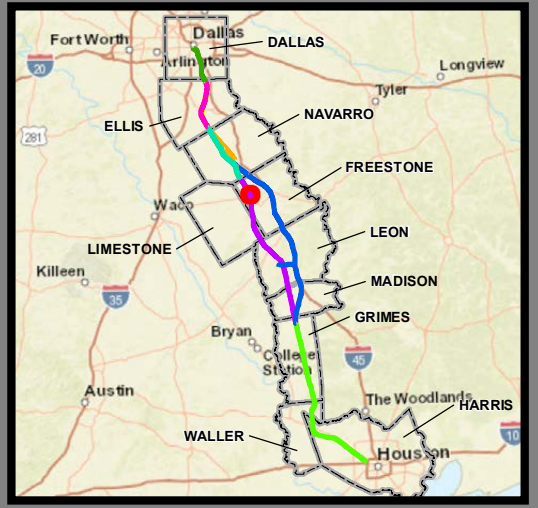 Fort Worth
Dallas
DALLAS
Arlington
20
Longview
Tyler
ELLIS
NAVARRO
281
FREESTONE
Waco
LEON
LIMESTONE
Killeen
MADISON
35
GRIMES
Bryan
College
Station
45
Austin
The Woodlands
HARRIS
WALLER
10
Houston